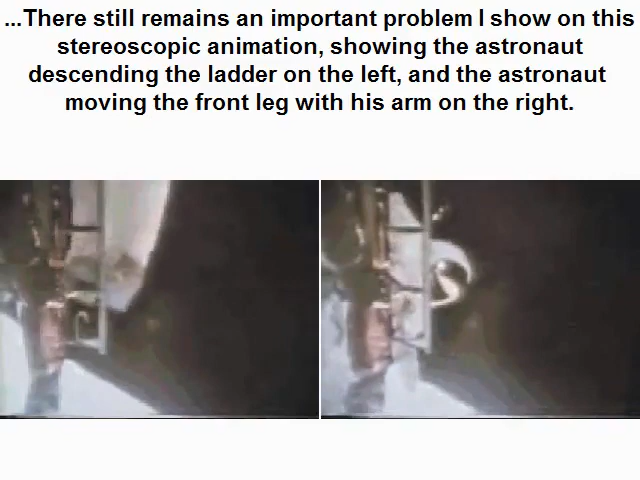 ...There still remains an important problem I show on this
stereoscopic animation, showing the astronaut
descending the ladder on the left, and the astronaut
moving the front leg with his arm on the right.